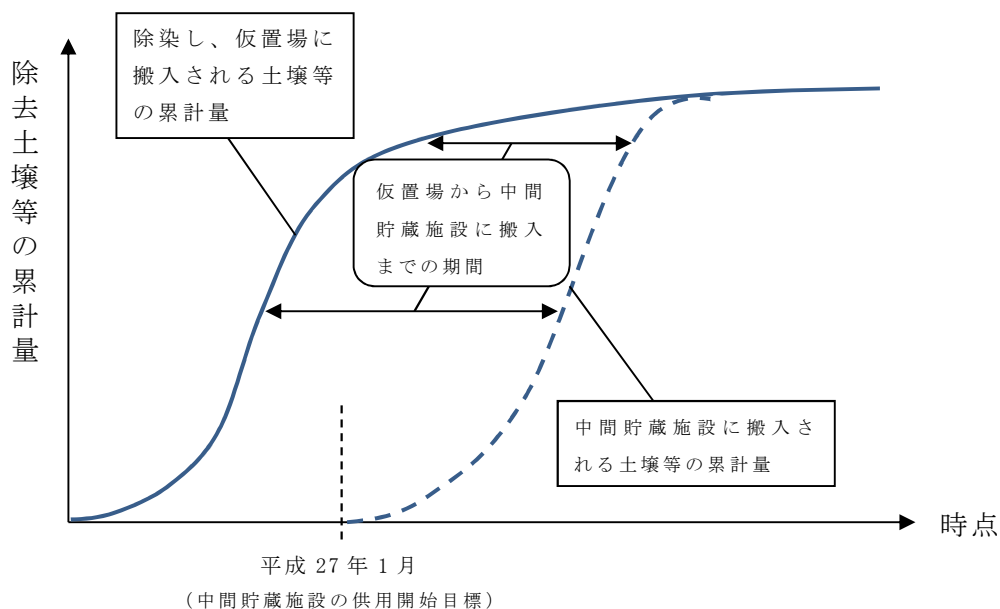 除染し、仮置場に
搬入される土壌等
の累計量
除去土壌等の累計量
仮置場から中間
貯蔵施設に搬入
までの期間
中間貯蔵施設に搬入さ
れる土壌等の累計量
時点
平成 27 年 1 月
（中間貯蔵施設の供用開始目標）